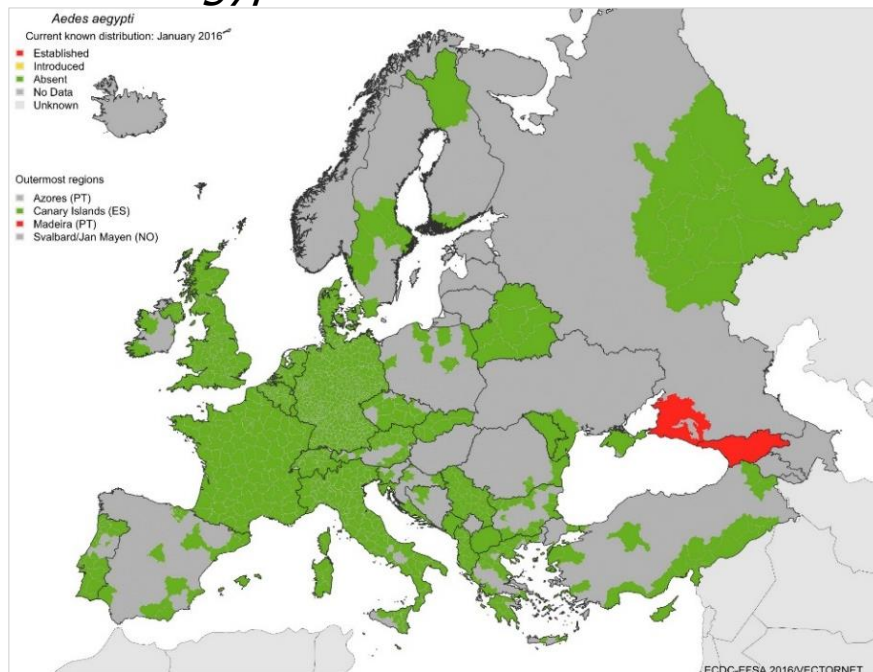 Aedes aegypti
Current known distribution: January 2016
Established
Introduced
Absent
No Data
Unknown
Outermost regions
Azores (PT)
Canary Islands (ES)
Madeira (PT)
Svalbard/Jan Mayen (NO)
ECDC-EFSA 2016/VECTORNET